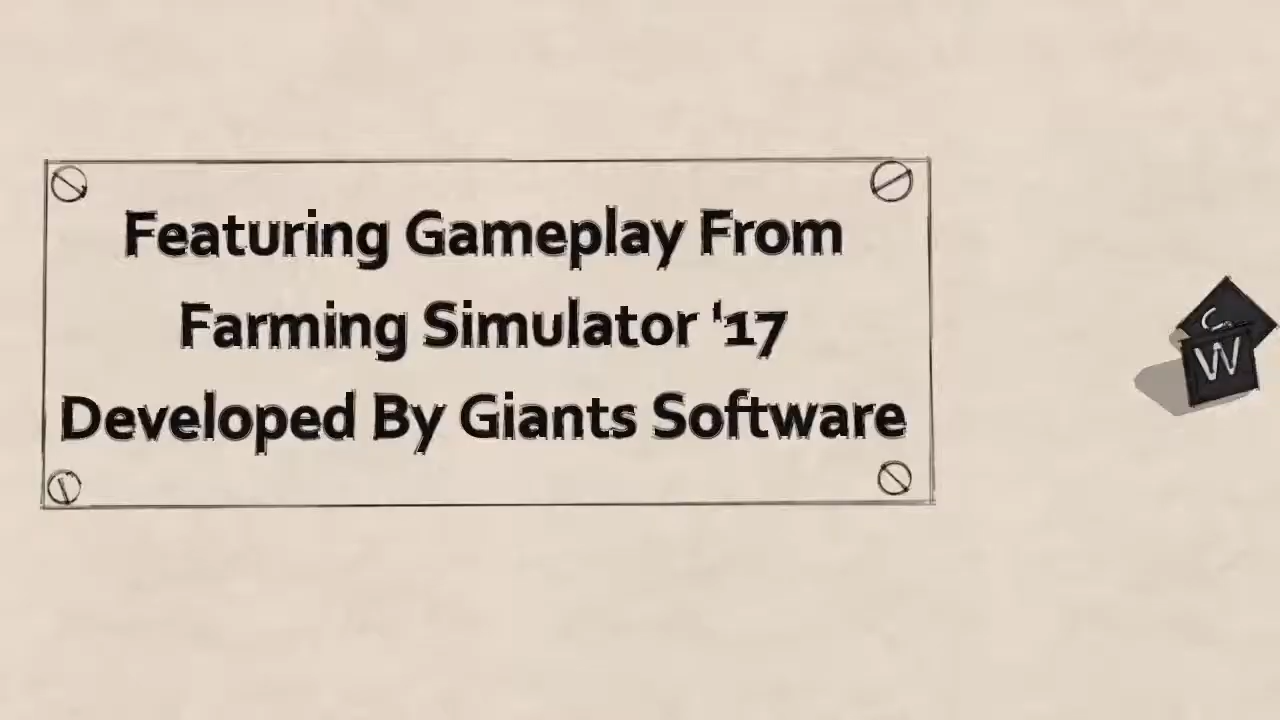 Featuring Gameplay From
Farming Simulator '17
Developed By Giants Software
C
W